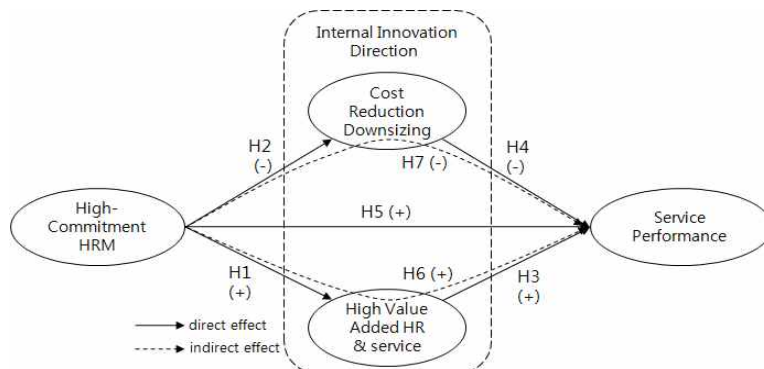 Internal Innovation
Direction
Cost
Reduction
Downsizing
H2
(-)
H7 (-)
H4
(-)
High-
Commitment
HRM
H5 (+)
Service
Performance
H1
(+)
H6 (+)
H3
(+)
High Value
Added HR
& service
direct effect
indirect effect